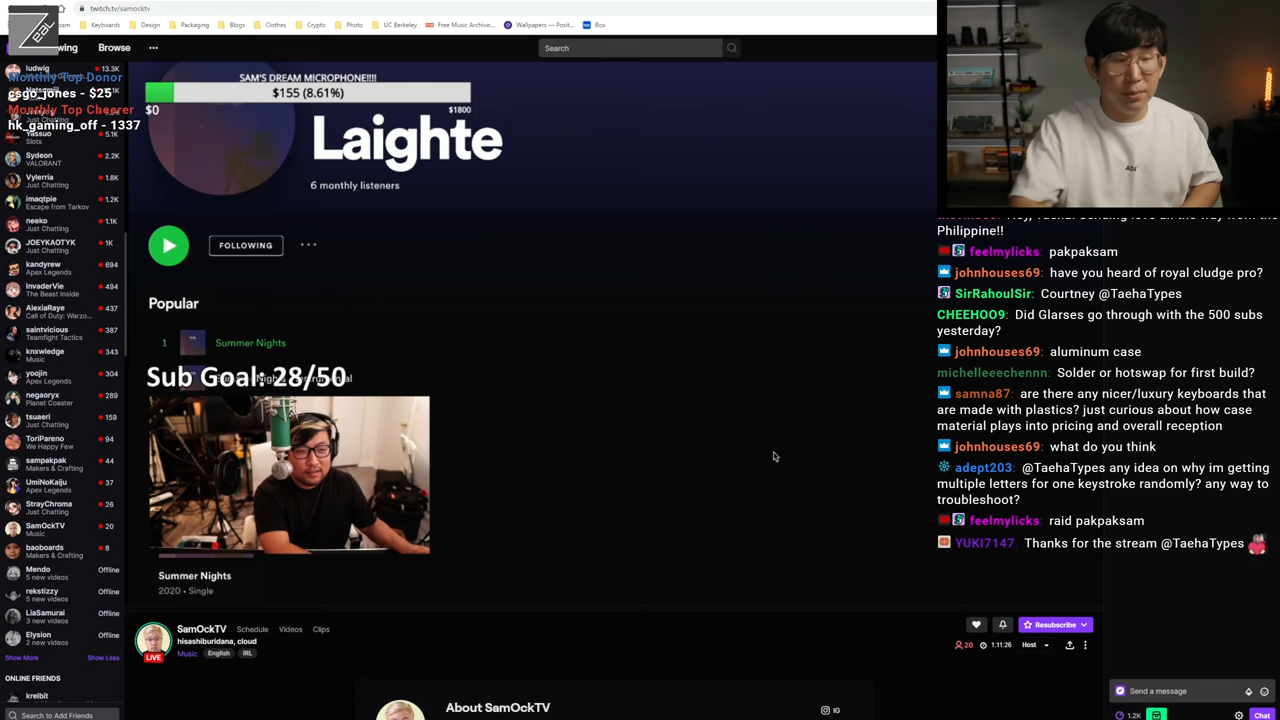 twitch.tv/samocktv
Keyboards
Design
Packaging
Blogs
Clothes
Crypto
Photo
UC Berkeley
Free Music Archive...
Wallpapers — Posit...
Box
Browse
Search
ludwig
13.3K
Monthly Top Donor
csgo_jones - $25
Monthly Top Cheerer
hk_gaming_off - 1337
Yassuo
5.1K
Slots
Sydeon
2.2K
VALORANT
Vylerria
1.8K
Just Chatting
imaqtpie
1.2K
Escape from Tarkov
neeko
1.1K
Just Chatting
JOEYKAOTYK
1K
Just Chatting
kandyrew
694
Apex Legends
InvaderVie
494
The Beast Inside
AlexiaRaye
437
Call of Duty: Warzo...
saintvicious
387
Teamfight Tactics
knxwledge
343
Music
yoojin
304
Apex Legends
negaoryx
289
Planet Coaster
tsuaeri
159
Just Chatting
ToriPareno
94
We Happy Few
sampakpak
44
Makers & Crafting
UmiNoKaiju
37
Apex Legends
StrayChroma
26
Just Chatting
SamOckTV
20
Music
baoboards
8
Makers & Crafting
Mendo
Offline
5 new videos
rekstizzy
Offline
5 new videos
LiaSamurai
Offline
3 new videos
Elysion
Offline
2 new videos
Show More
Show Less
ONLINE FRIENDS
krelbit
Search to Add Friends
SAM'S DREAM MICROPHONE!!!!
$155 (8.61%)
$0
$1800
Laighte
6 monthly listeners
FOLLOWING
Popular
1
Summer Nights
Sub Goal: 28/50
Summer Nights
2020 • Single
LIVE
SamOckTV
Schedule
Videos
Clips
hisashiburidana, cloud
Music
English
IRL
Resubscribe
20
1:11:26
Host
About SamOckTV
IG
Philippine!!
feelmylicks: pakpaksam
johnhouses69: have you heard of royal cludge pro?
SirRahoulSir: Courtney @TaehaTypes
CHEEHOO9: Did Glarses go through with the 500 subs
yesterday?
johnhouses69: aluminum case
michelleeechennn: Solder or hotswap for first build?
samna87: are there any nicer/luxury keyboards that
are made with plastics? just curious about how case
material plays into pricing and overall reception
johnhouses69: what do you think
adept203: @TaehaTypes any idea on why im getting
multiple letters for one keystroke randomly? any way to
troubleshoot?
feelmylicks: raid pakpaksam
YUKI7147: Thanks for the stream @TaehaTypes
Send a message
1.2K
Chat